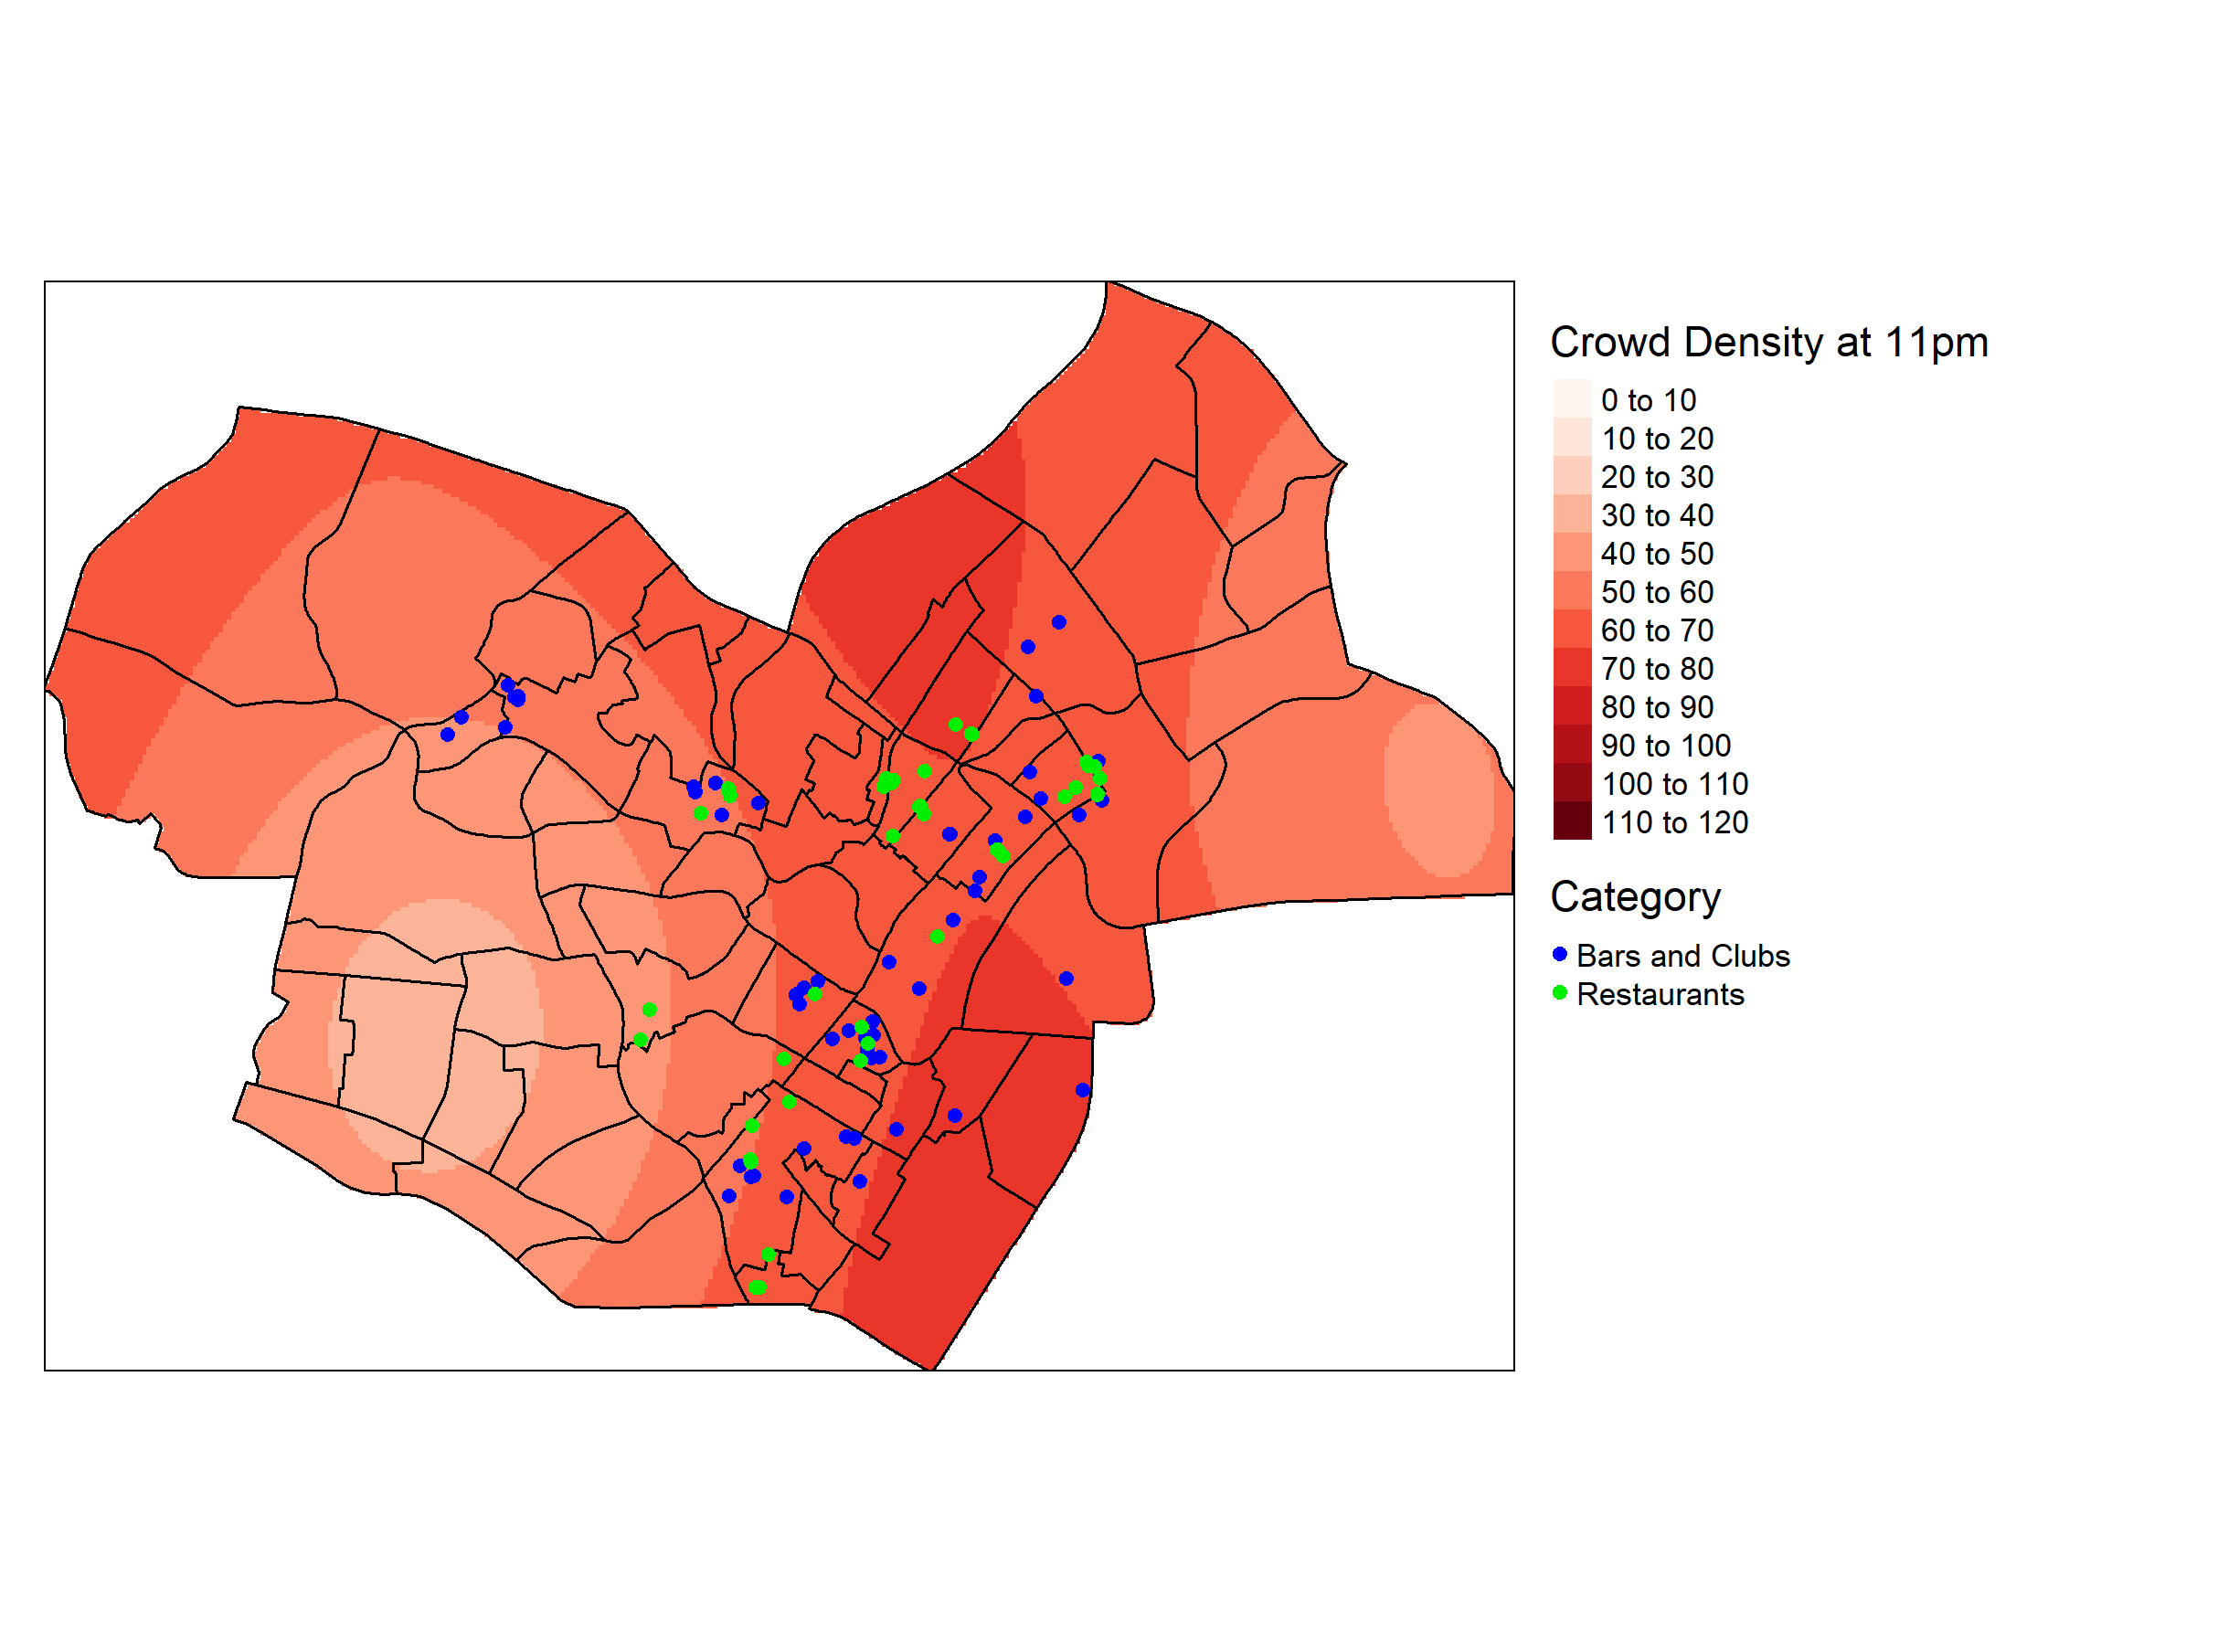 Crowd Density at 11pm
0 to 10
10 to 20
20 to 30
30 to 40
40 to 50
50 to 60
60 to 70
70 to 80
80 to 90
90 to 100
100 to 110
110 to 120
Category
Bars and Clubs
Restaurants